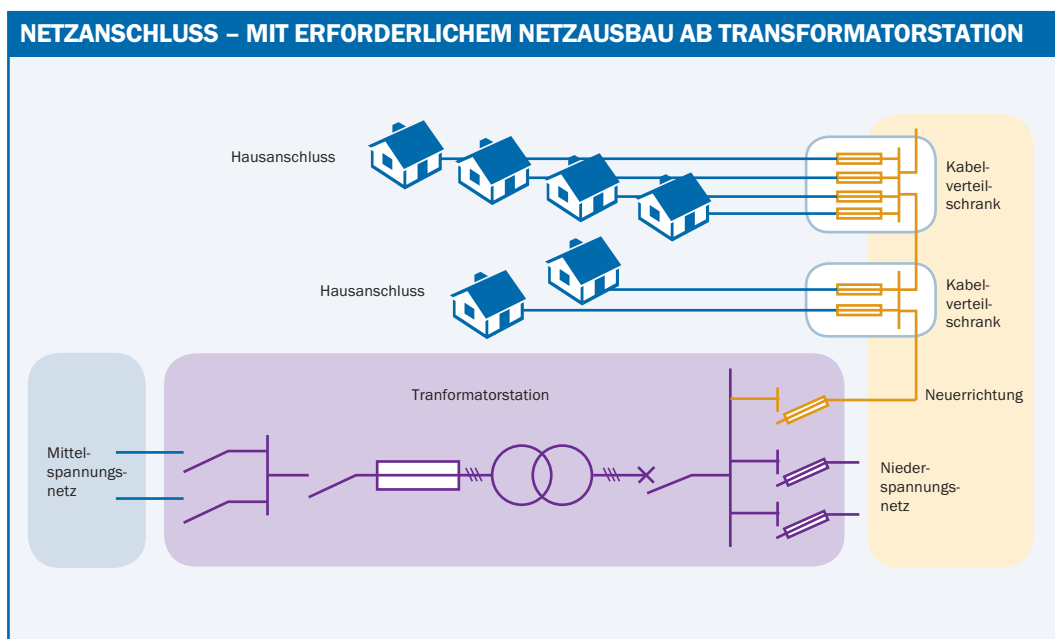 NETZANSCHLUSS – MIT ERFORDERLICHEM NETZAUSBAU AB TRANSFORMATORSTATION
Hausanschluss
Kabel-
verteil-
schrank
Hausanschluss
Kabel-
verteil-
schrank
Tranformatorstation
Neuerrichtung
Mittel-
spannungs-
netz
Nieder-
spannungs-
netz